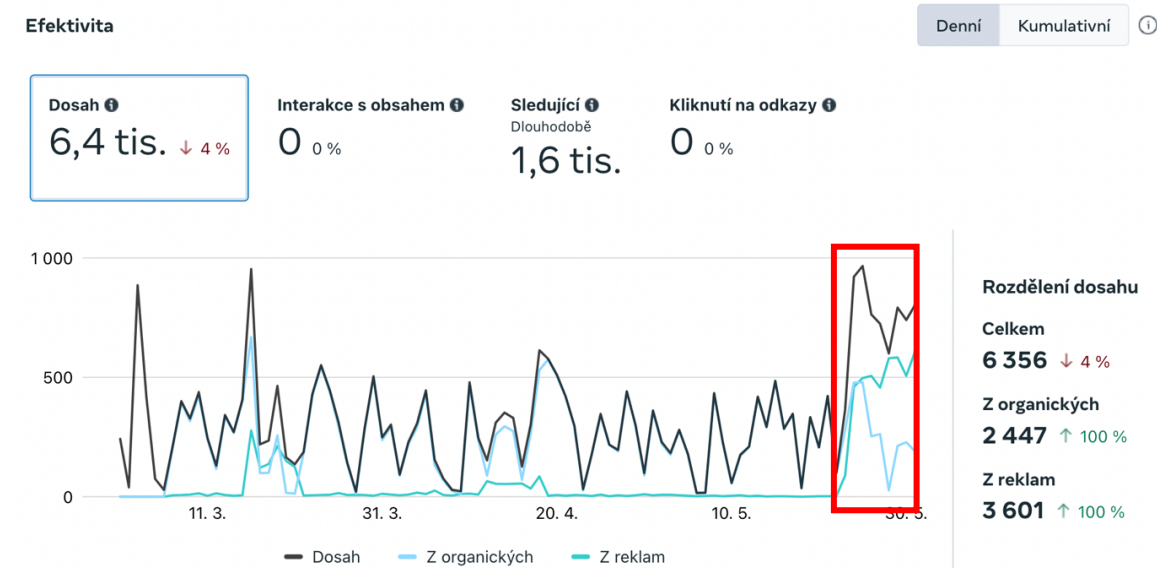 Efektivita
Denní
Kumulativní
Dosah
6,4 tis. ↓ 4 %
Interakce s obsahem
0 0 %
Sledující
Dlouhodobě
1,6 tis.
Kliknutí na odkazy
0 0 %
1 000
500
0
11. 3.
31. 3.
20. 4.
10. 5.
30. 5.
Dosah
Z organických
Z reklam
Rozdělení dosahu
Celkem
6 356 ↓ 4 %
Z organických
2 447 ↑ 100 %
Z reklam
3 601 ↑ 100 %